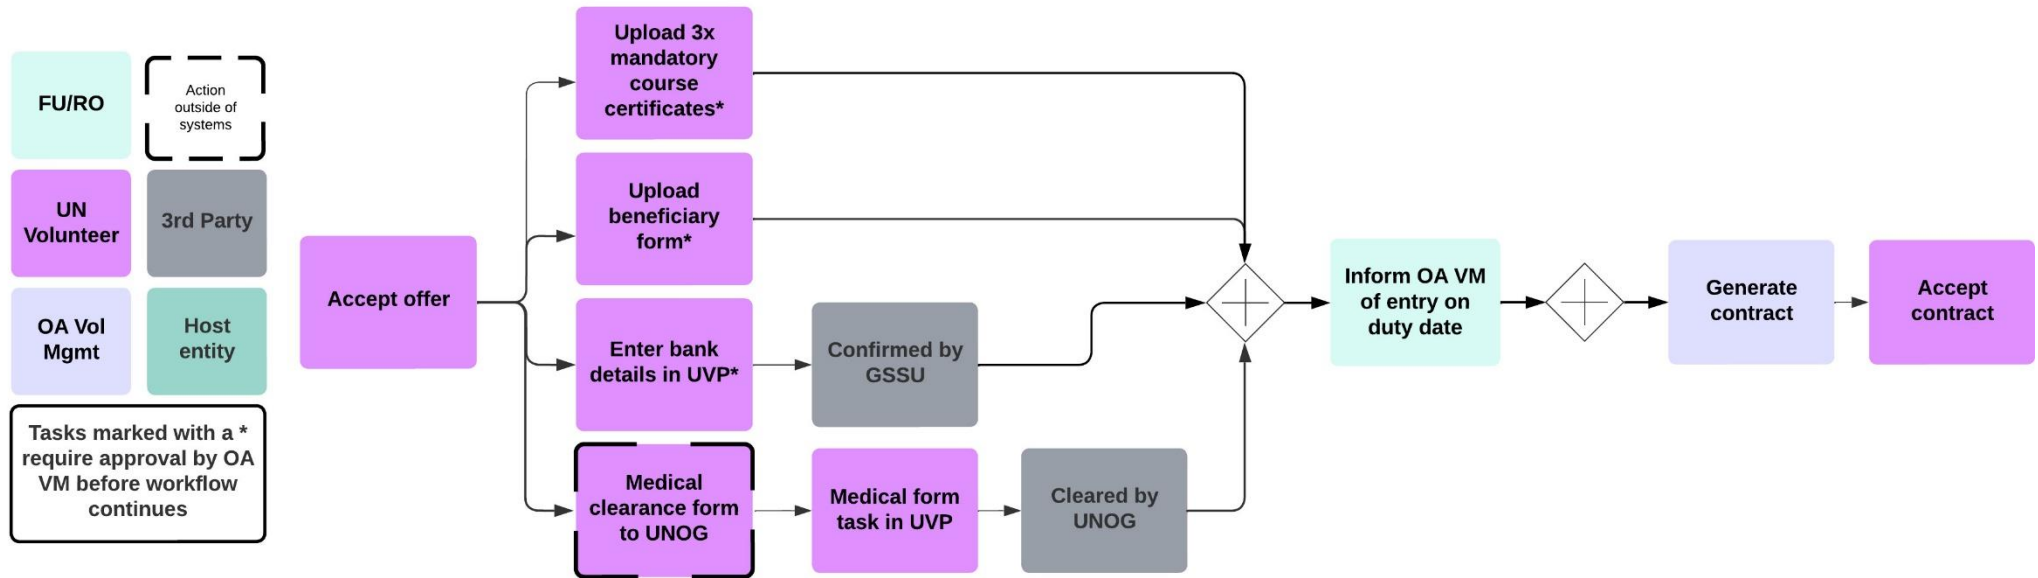 FU/RO
Action
outside of
systems
UN
Volunteer
3rd Party
OA Vol
Mgmt
Host
entity
Tasks marked with a *
require approval by OA
VM before workflow
continues
Accept offer
Upload 3x
mandatory
course
certificates*
Upload
beneficiary
form*
Enter bank
details in UVP*
Confirmed by
GSSU
Medical
clearance form
to UNOG
Medical form
task in UVP
Cleared by
UNOG
Inform OA VM
of entry on
duty date
Generate
contract
Accept
contract